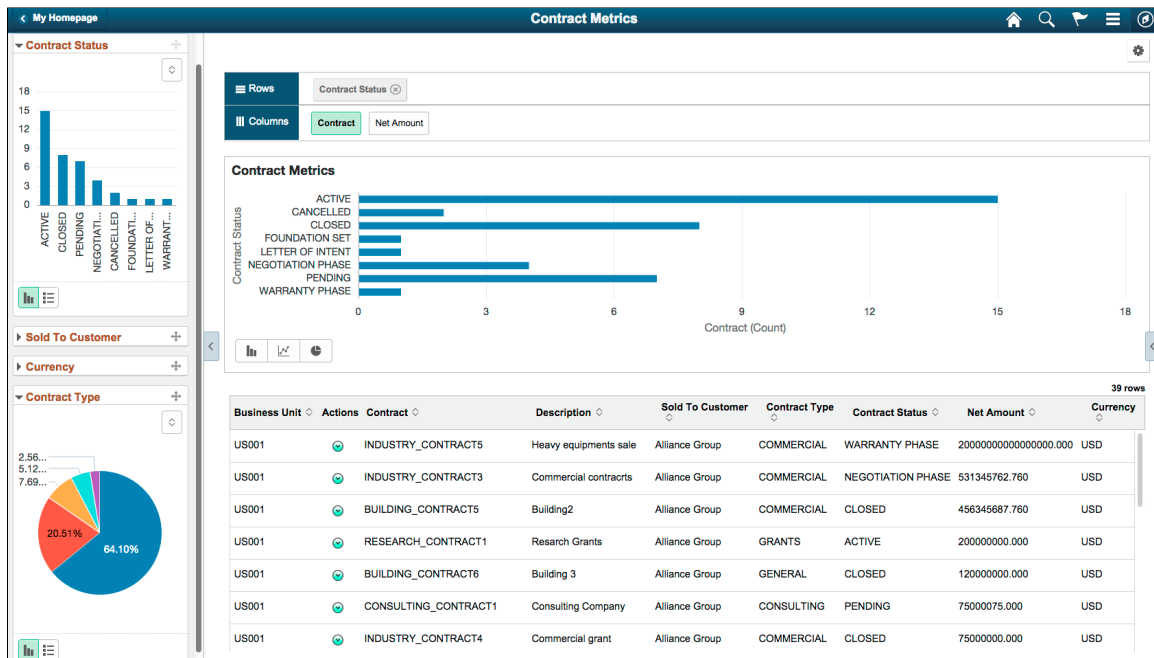 My Homepage
Contract Metrics
Contract Status
18
15
12
9
6
3
0
ACTIVE
CLOSED
PENDING
NEGOTIATI...
CANCELLED
FOUNDATI...
LETTER OF...
WARRANT...
Sold To Customer
Currency
Contract Type
2.56...
5.12...
7.69...
20.51%
64.10%
Rows
Contract Status
Columns
Contract Net Amount
Contract Metrics
Contract Status
ACTIVE
CANCELLED
CLOSED
FOUNDATION SET
LETTER OF INTENT
NEGOTIATION PHASE
PENDING
WARRANTY PHASE
0 3 6 9 12 15 18
Contract (Count)
39 rows
Business Unit Actions Contract Description Sold To Customer Contract Type Contract Status Net Amount Currency
US001 INDUSTRY_CONTRACT5 Heavy equipments sale Alliance Group COMMERCIAL WARRANTY PHASE 20000000000000000.000 USD
US001 INDUSTRY_CONTRACT3 Commercial contracrts Alliance Group COMMERCIAL NEGOTIATION PHASE 531345762.760 USD
US001 BUILDING_CONTRACT5 Building2 Alliance Group COMMERCIAL CLOSED 456345687.760 USD
US001 RESEARCH_CONTRACT1 Resarch Grants Alliance Group GRANTS ACTIVE 200000000.000 USD
US001 BUILDING_CONTRACT6 Building 3 Alliance Group GENERAL CLOSED 120000000.000 USD
US001 CONSULTING_CONTRACT1 Consulting Company Alliance Group CONSULTING PENDING 75000075.000 USD
US001 INDUSTRY_CONTRACT4 Commercial grant Alliance Group COMMERCIAL CLOSED 75000000.000 USD